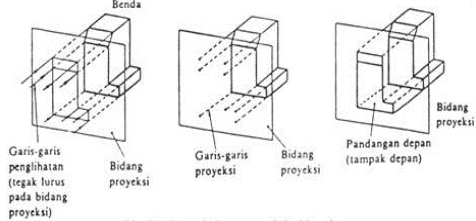 Benda
Garis-garis
penglihatan
(tegak lurus
pada bidang
proyeksi)
Bidang
proyeksi
Garis-garis
proyeksi
Bidang
proyeksi
Pandangan depan
(tampak depan)
Bidang
proyeksi